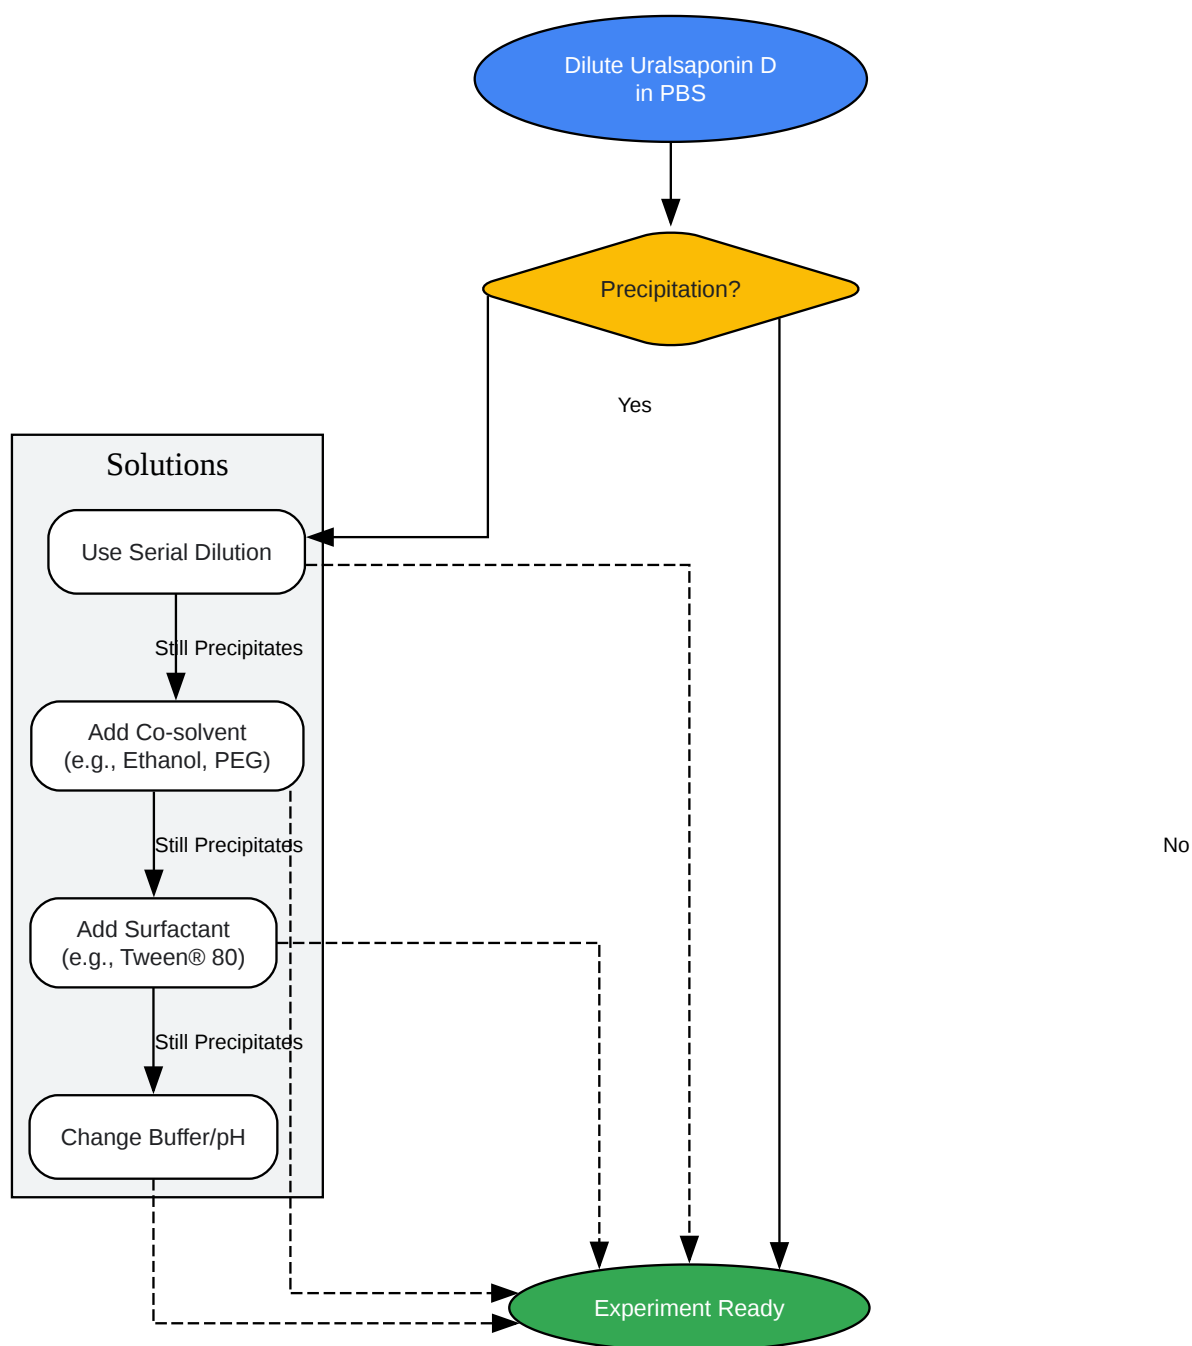 Dilute Uralsaponin D
in PBS
Precipitation?
Yes
Solutions
Use Serial Dilution
Still Precipitates
Add Co-solvent
(e.g., Ethanol, PEG)
Still Precipitates
No
Add Surfactant
(e.g., Tween® 80)
Still Precipitates
Change Buffer/pH
Experiment Ready